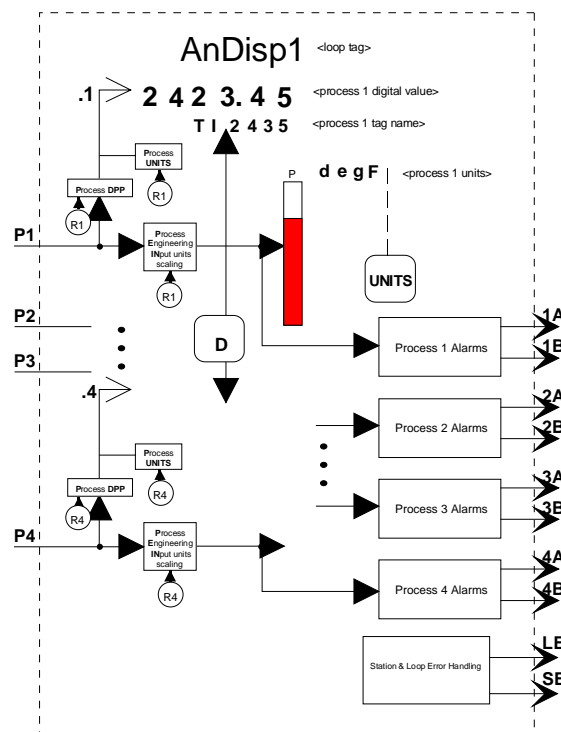 AnDisp1 <loop tag>
.1 2 4 2 3 . 4 5 <process 1 digital value>
T I 2 4 3 5 <process 1 tag name>
Process
UNITS
P
d e g F <process 1 units>
Process DPP
R1
R1
P1
Process
Engineering
INput units
scaling
R1
UNITS
P2
D
P3
Process 1 Alarms
1A
1B
.4
Process 2 Alarms
2A
2B
Process
UNITS
Process DPP
R4
R4
Process 3 Alarms
3A
3B
P4
Process
Engineering
INput units
scaling
R4
Process 4 Alarms
4A
4B
Station & Loop Error Handling